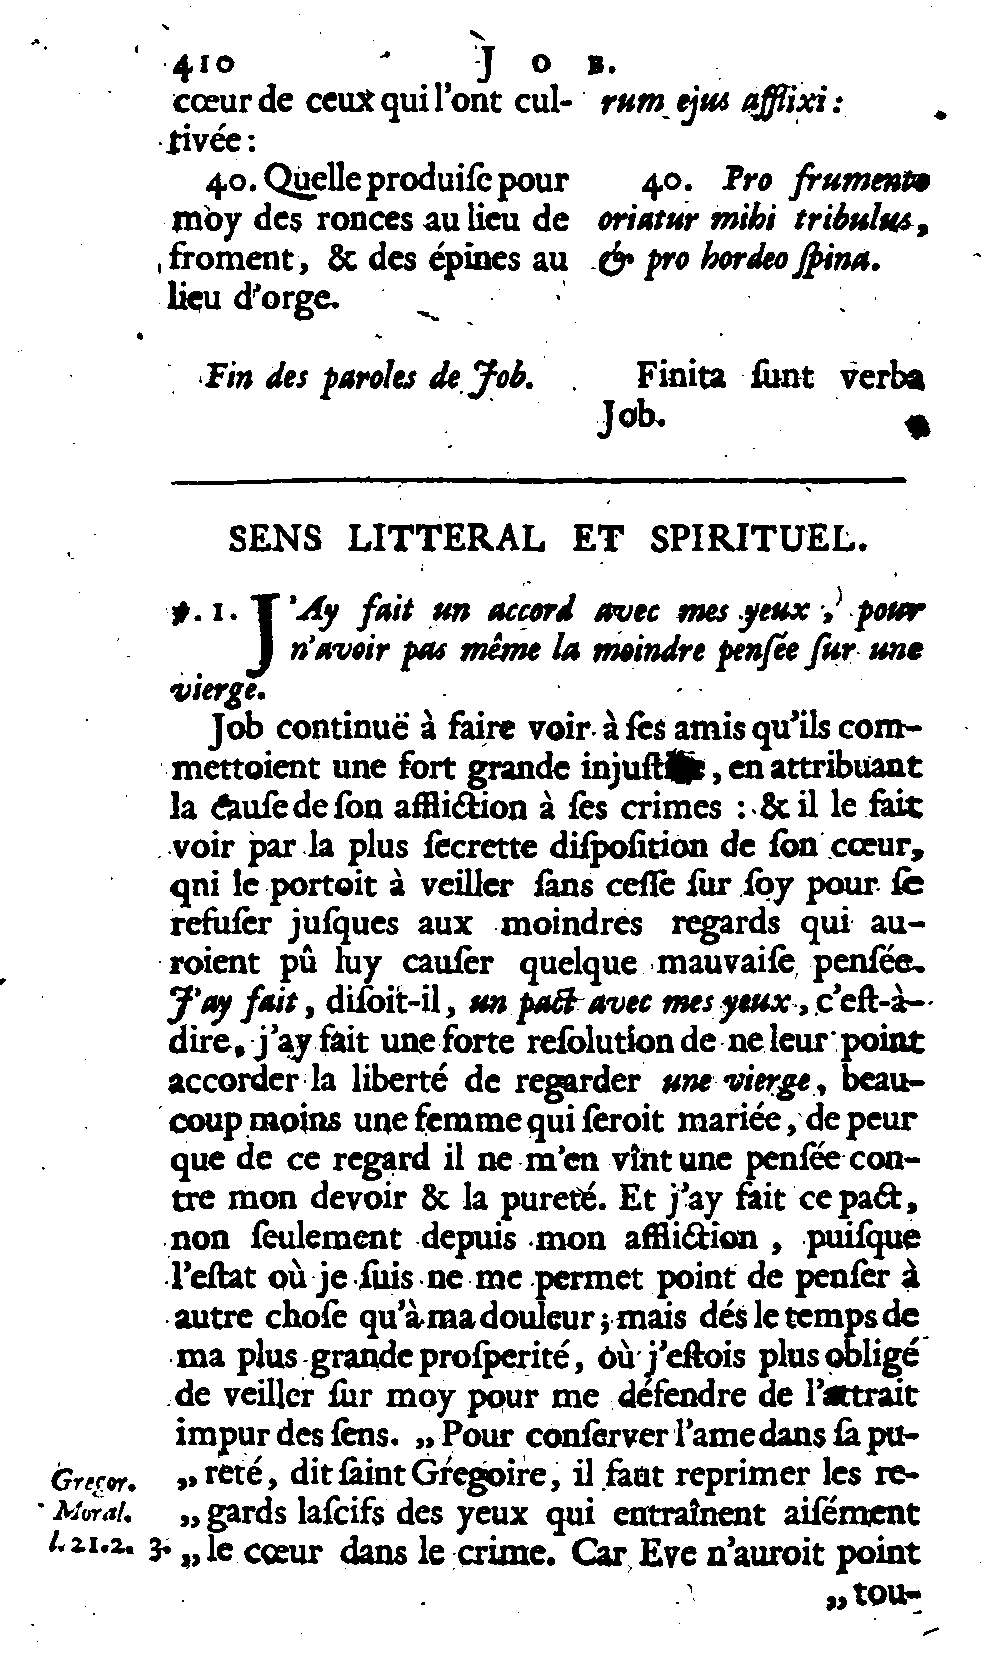 410 JOB.
cœur de ceux qui l'ont cul-
tivée :
40. Quelle produiſe pour
moy des ronces au lieu de
froment, & des épines au
lieu d'orge.
Fin des paroles de Job.
rum ejus afflixi :
40. Pro frumento
oriatur mihi tribulus,
& pro hordeo ſpina.
Finita ſunt verba
Job.
SENS LITTERAL ET SPIRITUEL.
℣. 1. J'Ay fait un accord avec mes yeux, pour
n'avoir pas même la moindre penſée ſur une
vierge.
Job continuë à faire voir à ſes amis qu'ils com-
mettoient une fort grande injuſtice, en attribuant
la cauſe de ſon affliction à ſes crimes : & il le fait
voir par la plus ſecrette diſpoſition de ſon cœur,
qni le portoit à veiller ſans ceſſe ſur ſoy pour ſe
refuſer juſques aux moindres regards qui au-
roient pû luy cauſer quelque mauvaiſe penſée.
J'ay fait, diſoit-il, un pact avec mes yeux, c'eſt-à-
dire, j'ay fait une forte reſolution de ne leur point
accorder la liberté de regarder une vierge, beau-
coup moins une femme qui ſeroit mariée, de peur
que de ce regard il ne m'en vînt une penſée con-
tre mon devoir & la pureté. Et j'ay fait ce pact,
non ſeulement depuis mon affliction, puiſque
l'eſtat où je ſuis ne me permet point de penſer à
autre choſe qu'à ma douleur ; mais dés le temps de
ma plus grande proſperité, où j'eſtois plus obligé
de veiller ſur moy pour me défendre de l'attrait
impur des ſens. „ Pour conſerver l'ame dans ſa pu-
„ reté, dit ſaint Gregoire, il faut reprimer les re-
„ gards laſcifs des yeux qui entraînent aiſément
„ le cœur dans le crime. Car Eve n'auroit point
„ tou-
Gregor.
Moral.
l. 21. 2. 3.